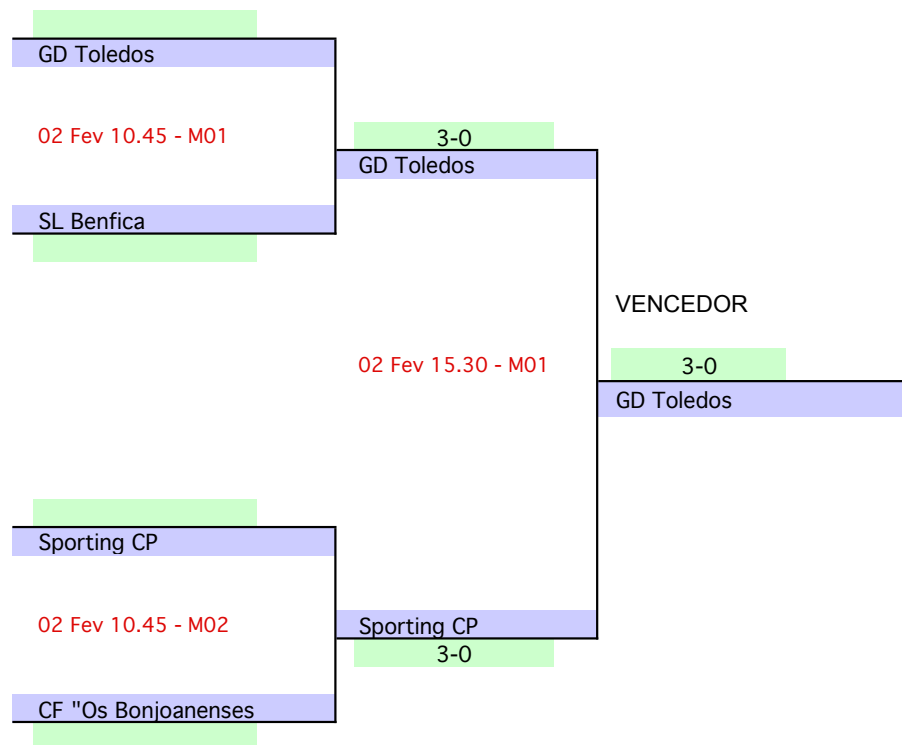 GD Toledos
02 Fev 10.45 - M01
3-0
GD Toledos
SL Benfica
VENCEDOR
02 Fev 15.30 - M01
3-0
GD Toledos
Sporting CP
02 Fev 10.45 - M02
Sporting CP
3-0
CF "Os Bonjoanenses